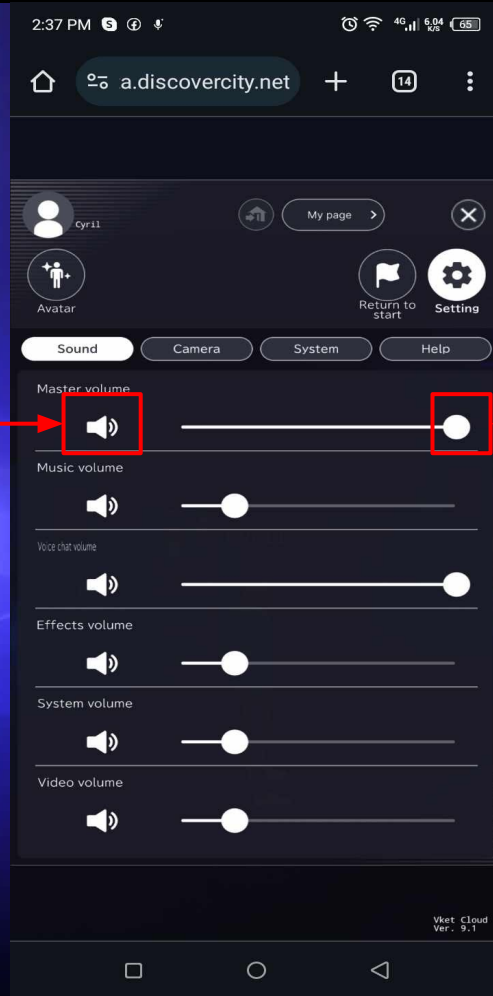 2:37 PM S 4G 6.04 K/S 65
a.discovercity.net + 14
Cyril
My page >
Avatar
Return to start
Setting
Sound Camera System Help
Master volume
Music volume
Voice chat volume
Effects volume
System volume
Video volume
Vket Cloud
Ver. 9.1